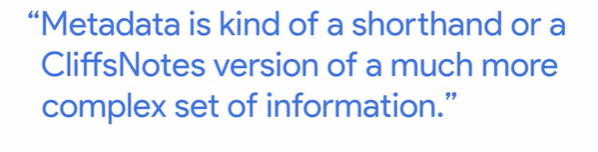 “Metadata is kind of a shorthand or a
CliffsNotes version of a much more
complex set of information.”